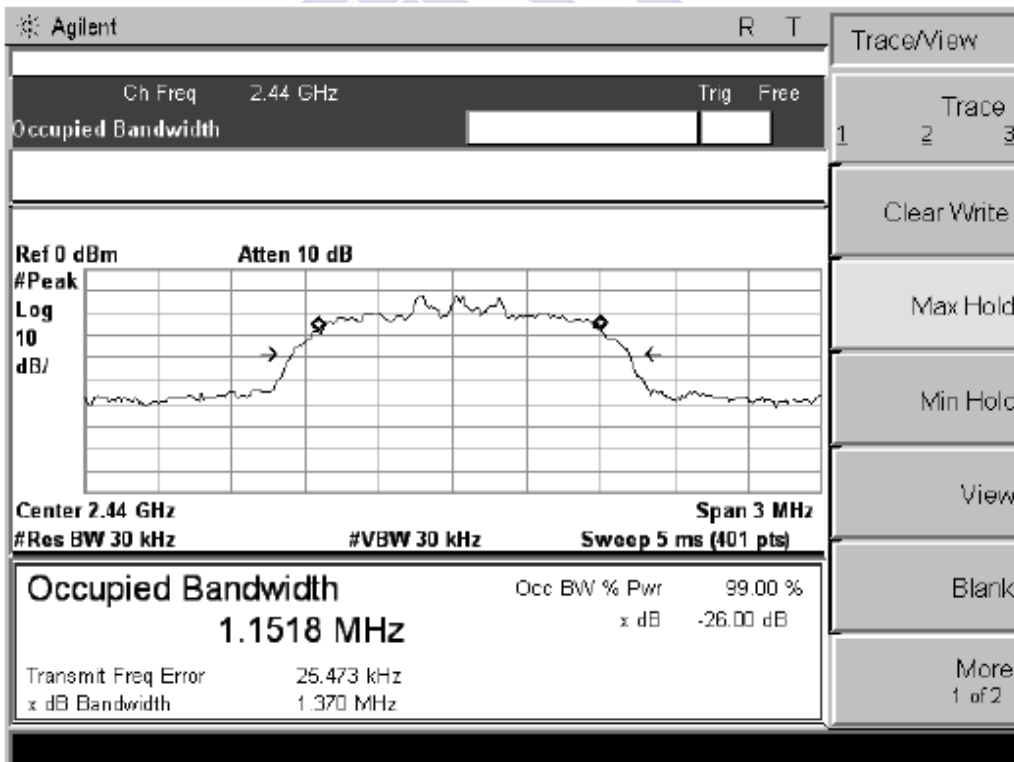 Agilent R T
Ch Freq 2.44 GHz Trig Free
Occupied Bandwidth
Ref 0 dBm Atten 10 dB
#Peak
Log
10
dB/
Center 2.44 GHz Span 3 MHz
#Res BW 30 kHz #VBW 30 kHz Sweep 5 ms (401 pts)
Occupied Bandwidth Occ BW % Pwr 99.00 %
1.1518 MHz x dB -26.00 dB
Transmit Freq Error 25.473 kHz
x dB Bandwidth 1.370 MHz
Trace/View
Trace
1 2 3
Clear Write
Max Hold
Min Hold
View
Blank
More
1 of 2